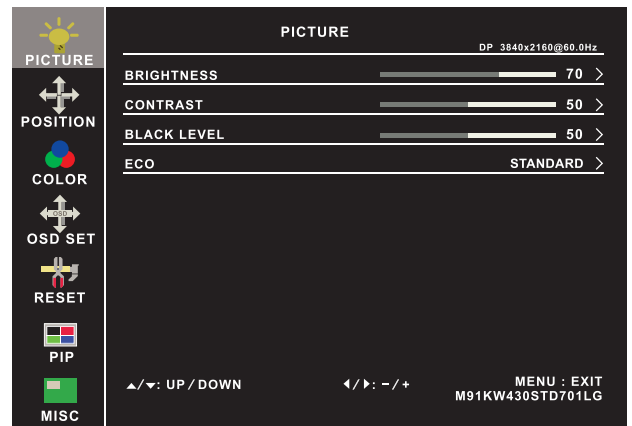 PICTURE
POSITION
COLOR
OSD
OSD SET
RESET
PIP
MISC
PICTURE
DP 3840x2160@60.0Hz
BRIGHTNESS 70 >
CONTRAST 50 >
BLACK LEVEL 50 >
ECO STANDARD >
▲/▼: UP / DOWN ◀/▶: - / + MENU : EXIT
M91KW430STD701LG